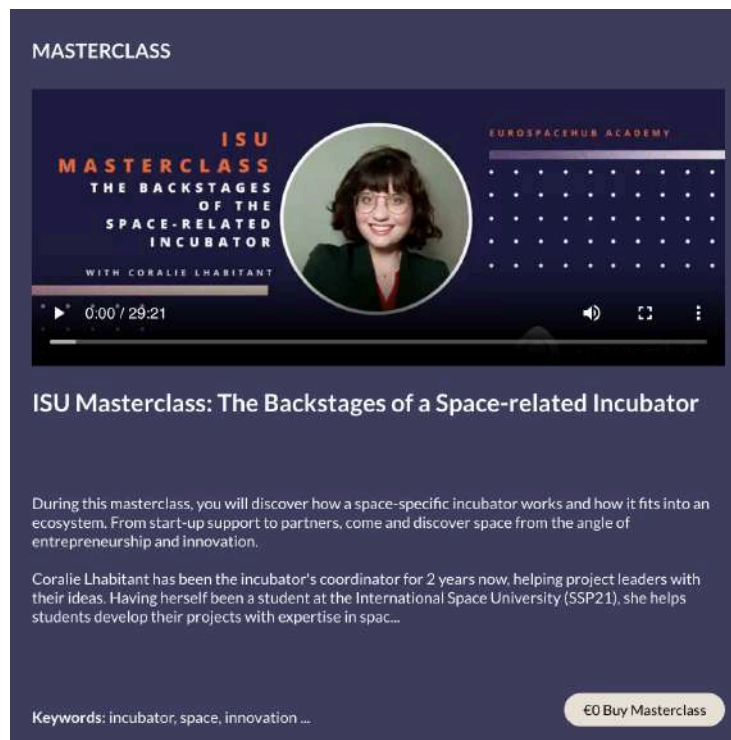 MASTERCLASS
ISU
MASTERCLASS
THE BACKSTAGES
OF THE
SPACE-RELATED
INCUBATOR
WITH CORALIE LHABITANT
EUROSPACEHUB ACADEMY
0:00 / 29:21
ISU Masterclass: The Backstages of a Space-related Incubator
During this masterclass, you will discover how a space-specific incubator works and how it fits into an
ecosystem. From start-up support to partners, come and discover space from the angle of
entrepreneurship and innovation.
Coralie Lhabitant has been the incubator's coordinator for 2 years now, helping project leaders with
their ideas. Having herself been a student at the International Space University (SSP21), she helps
students develop their projects with expertise in spac...
Keywords: incubator, space, innovation ...
€0 Buy Masterclass